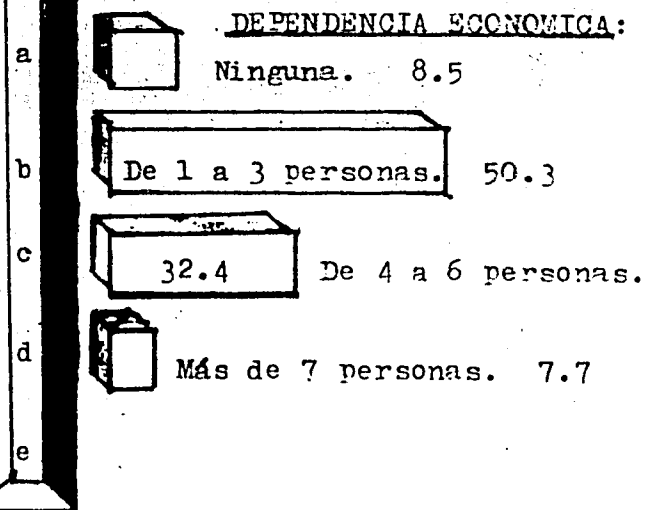 DEPENDENCIA ECONOMICA:
a
Ninguna. 8.5
b
De 1 a 3 personas. 50.3
c
32.4 De 4 a 6 personas.
d
Más de 7 personas. 7.7
e